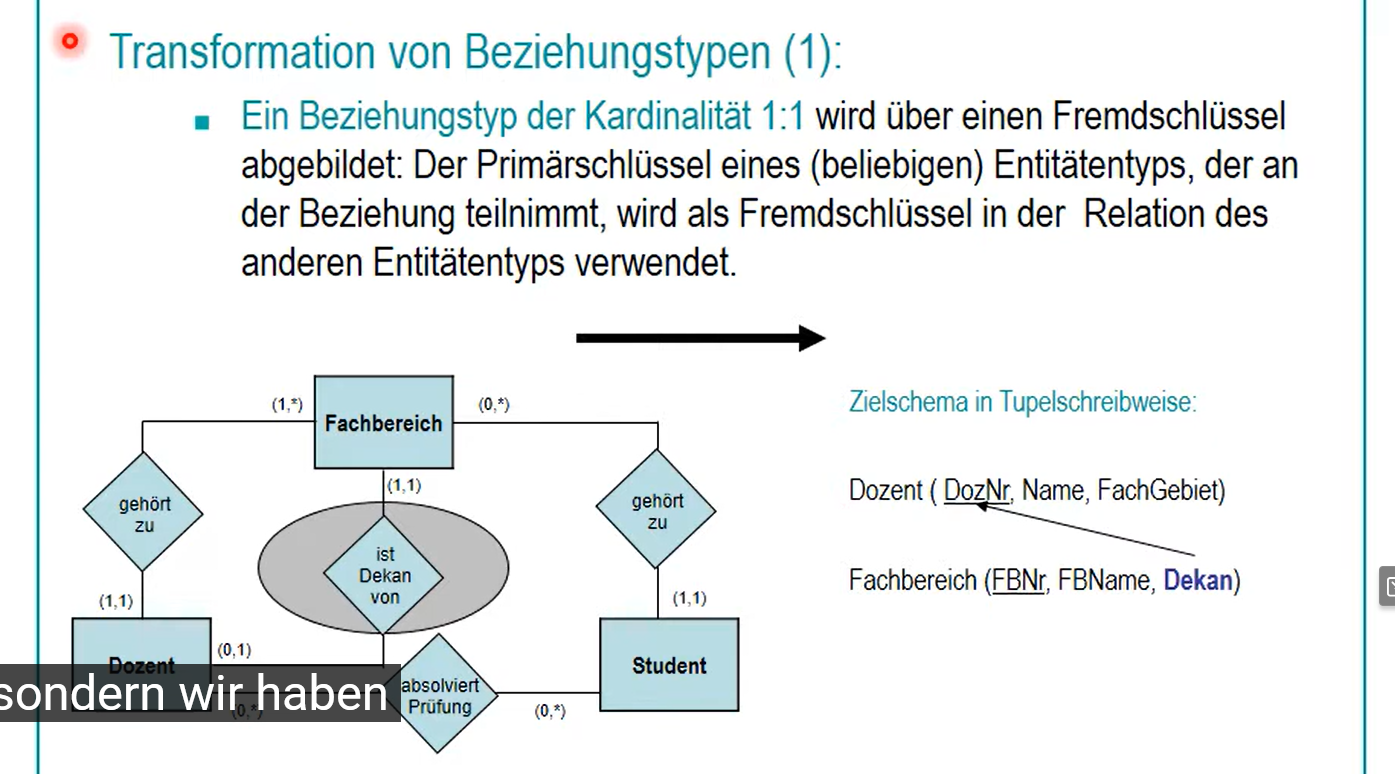 Transformation von Beziehungstypen (1):
Ein Beziehungstyp der Kardinalität 1:1 wird über einen Fremdschlüssel
abgebildet: Der Primärschlüssel eines (beliebigen) Entitätentyps, der an
der Beziehung teilnimmt, wird als Fremdschlüssel in der Relation des
anderen Entitätentyps verwendet.
(1,*)
Fachbereich
(0,*)
Zielschema in Tupelschreibweise:
(1,1)
gehört
zu
gehört
zu
Dozent ( DozNr, Name, FachGebiet)
ist
Dekan
von
Fachbereich (FBNr, FBName, Dekan)
(1,1)
(1,1)
(0,1)
Dozent
Student
sondern wir haben
absolviert
Prüfung
(0,*)
(0,*)